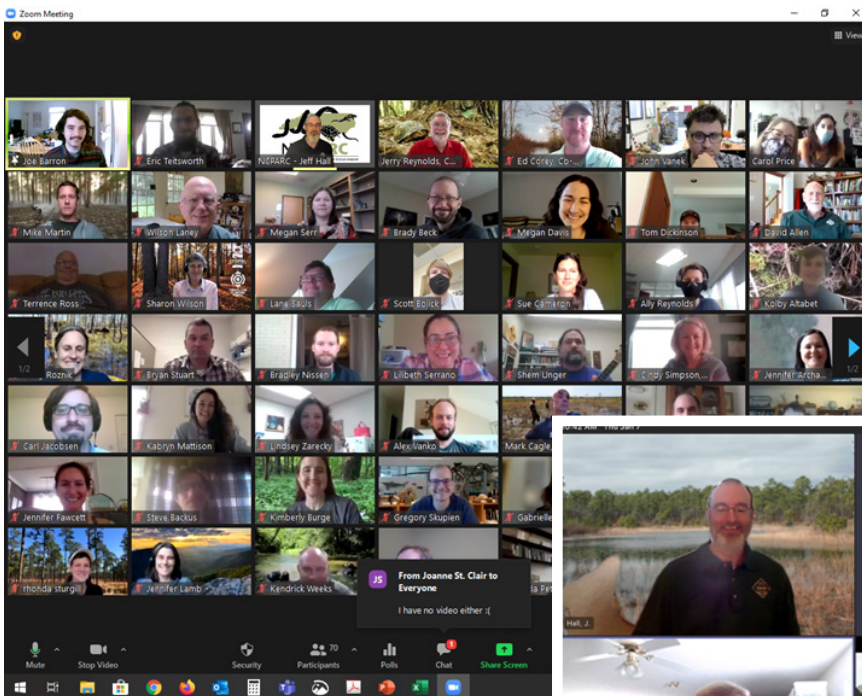 Zoom Meeting
View
Joe Barron
Eric Teitsworth
NCPARC - Jeff Hall
Jerry Reynolds, C...
Ed Corey, Co-...
John Vanek
Carol Price
Mike Martin
Wilson Laney
Megan Serr
Brady Beck
Megan Davis
Tom Dickinson
David Allen
Terrence Ross
Sharon Wilson
Lane Sauls
Scott Bolick
Sue Cameron
Ally Reynolds
Kolby Altabet
1/2
Roznik
Bryan Stuart
Bradley Nissen
Lilibeth Serrano
Shem Unger
Cindy Simpson,...
Jennifer Archa...
1/2
Carl Jacobsen
Kabryn Mattison
Lindsey Zarecky
Alex Vanko
Mark Cagle,
Jennifer Fawcett
Steve Backus
Kimberly Burge
Gregory Skupien
Gabrielle
rhonda sturgill
Jennifer Lamb
Kendrick Weeks
JS
From Joanne St. Clair to
Everyone
I have no video either :(
Hall, J.
Mute
Stop Video
Security
70
Participants
Polls
1
Chat
Share Screen